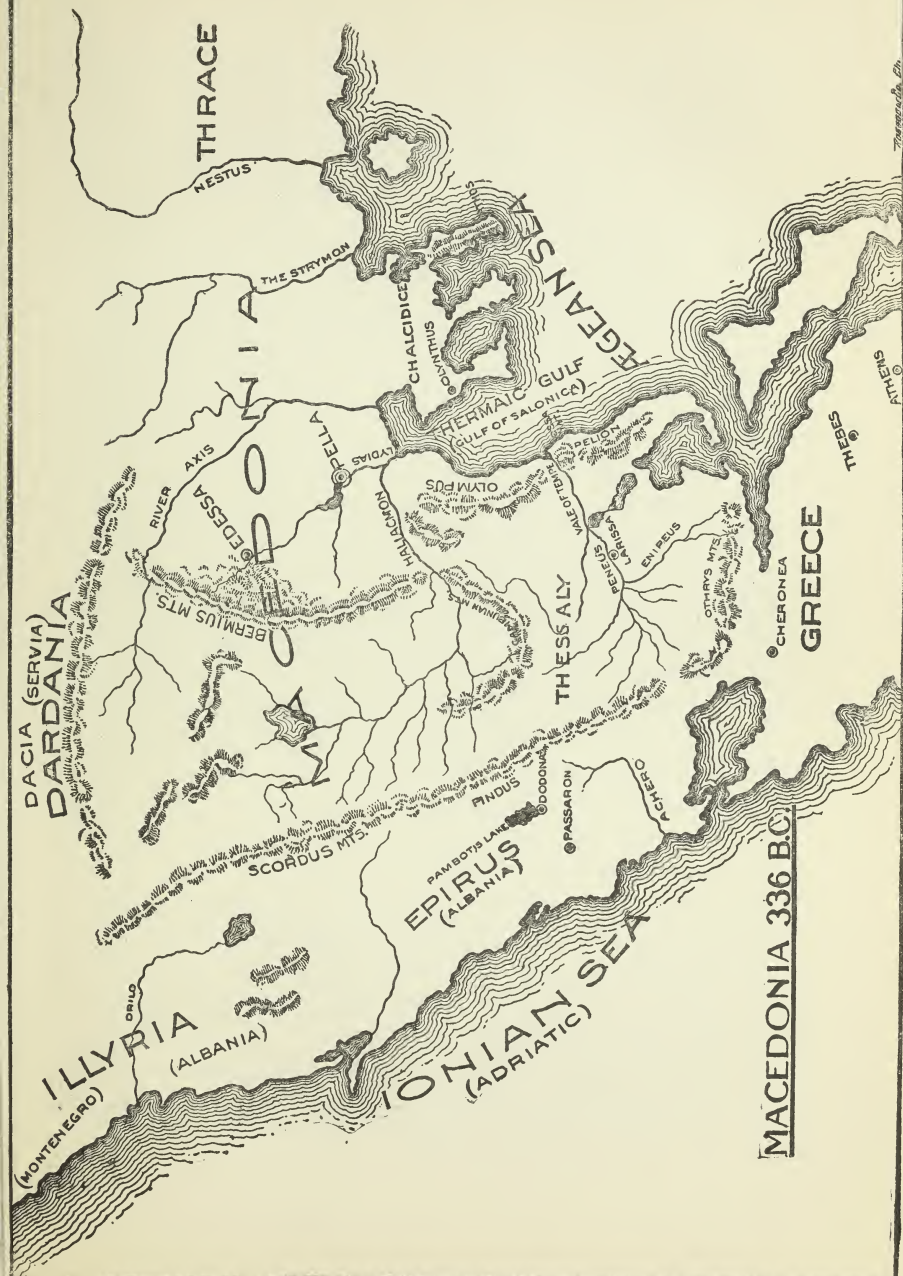 DACIA (SERVIA)
DARDANIA
THRACE
NESTUS
THE STRYMON
RIVER AXIS
MACEDONIA
EDESSA
BERMIUS MTS.
PELLA
LYDIAS
HALIACMON
CHALCIDICE
OLYNTHUS
THERMAIC GULF
(GULF OF SALONICA)
ÆGEAN SEA
OLYMPUS
PELION
VALE OF TEMPE
PENEUS
LARISSA
ENIPEUS
THESSALY
OTHRYS MTS.
CHERONEA
GREECE
THEBES
ATHENS
(MONTENEGRO)
ILLYRIA
(ALBANIA)
DRILO
SCORDUS MTS.
PINDUS
PAMBOTIS LAKE
DODONA
EPIRUS
(ALBANIA)
PASSARON
ACHERO
IONIAN SEA
(ADRIATIC)
MACEDONIA 336 B.C.